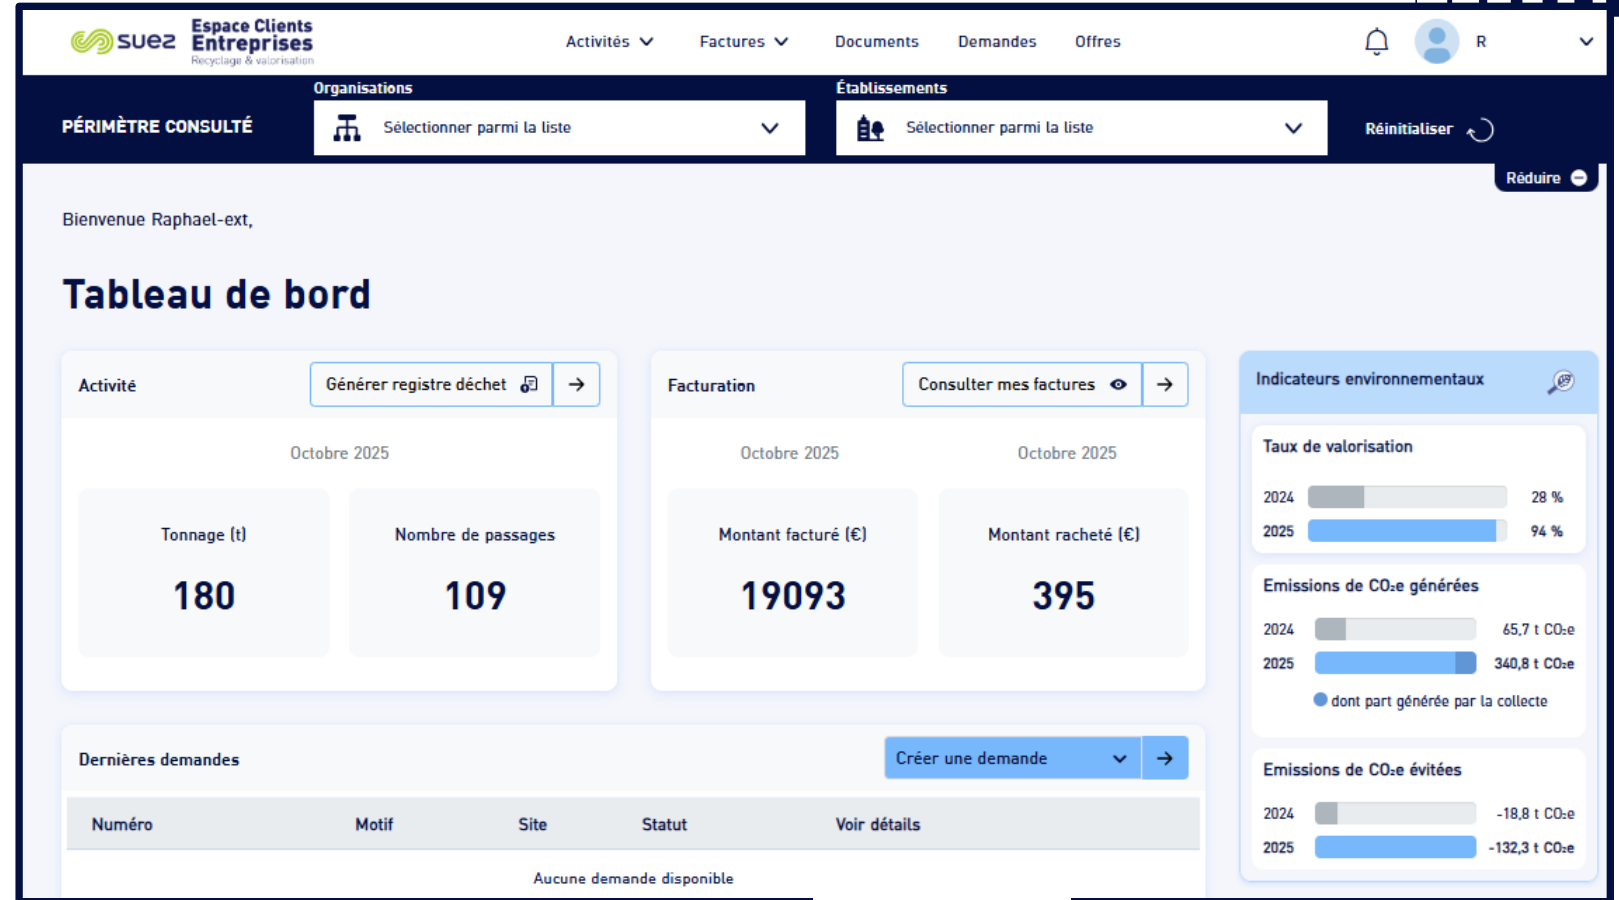 suez
Espace Clients
Entreprises
Recyclage & valorisation
Activités
Factures
Documents
Demandes
Offres
R
PÉRIMÈTRE CONSULTÉ
Organisations
Sélectionner parmi la liste
Établissements
Sélectionner parmi la liste
Réinitialiser
Réduire
Bienvenue Raphael-ext,
Tableau de bord
Activité
Générer registre déchet
Octobre 2025
Tonnage (t)
180
Nombre de passages
109
Facturation
Consulter mes factures
Octobre 2025
Octobre 2025
Montant facturé (€)
19093
Montant racheté (€)
395
Indicateurs environnementaux
Taux de valorisation
2024 28 %
2025 94 %
Emissions de CO₂e générées
2024 65,7 t CO₂e
2025 340,8 t CO₂e
dont part générée par la collecte
Emissions de CO₂e évitées
2024 -18,8 t CO₂e
2025 -132,3 t CO₂e
Dernières demandes
Créer une demande
Numéro Motif Site Statut Voir détails
Aucune demande disponible